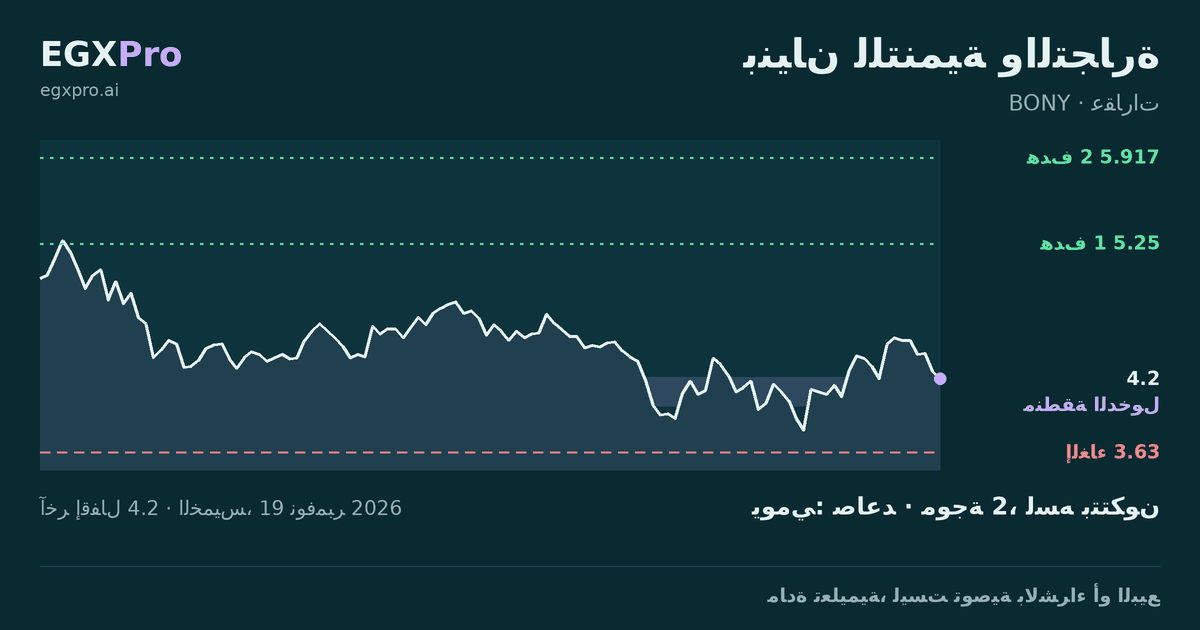 EGXPro
egxpro.ai
بنيان للتنمية والتجارة
BONY · عقارات
هدف 2 5.917
هدف 1 5.25
4.2
منطقة الدخول
إلغاء 3.63
يومي: صاعد · موجة 2، لسه بتتكون
آخر إقفال 4.2 · الخميس، 19 نوفمبر 2026
مادة تعليمية، ليست توصية بالشراء أو البيع